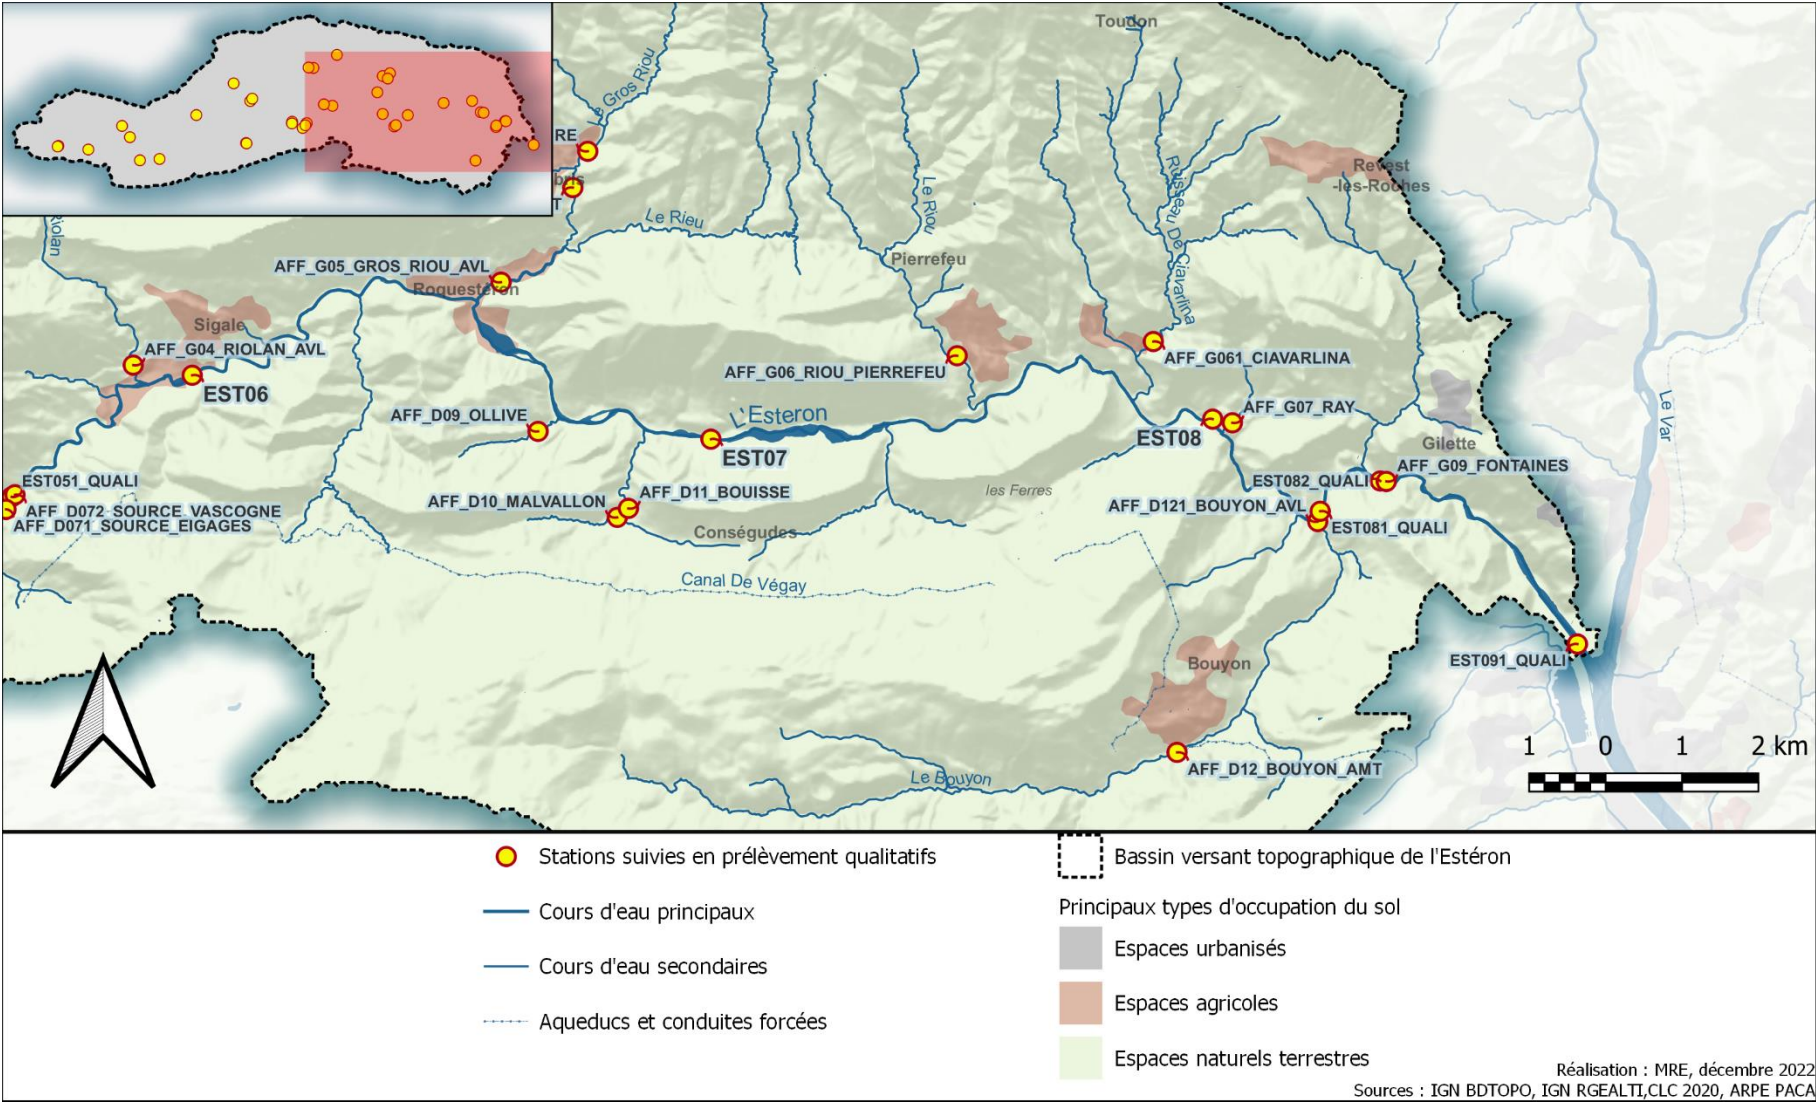 Toudon
Le Gros Riou
RE
bris
T
Riolan
Le Rieu
Le Riou
Ruisseau De Ciavarlina
Revest
-les-Roches
Pierrefeu
AFF_G05_GROS_RIOU_AVL
Roquestéron
Sigale
AFF_G04_RIOLAN_AVL
EST06
AFF_G06_RIOU_PIERREFEU
AFF_G061_CIAVARLINA
Le Var
AFF_D09_OLLIVE
L'Esteron
EST07
EST08
AFF_G07_RAY
Gilette
EST051_QUALI
AFF_D072_SOURCE_VASCOGNE
AFF_D071_SOURCE_EIGAGES
AFF_D10_MALVALLON
AFF_D11_BOUISSE
les Ferres
EST082_QUALI
AFF_G09_FONTAINES
AFF_D121_BOUYON_AVL
EST081_QUALI
Conségudes
Canal De Végay
Bouyon
EST091_QUALI
Le Bouyon
AFF_D12_BOUYON_AMT
1 0 1 2 km
Stations suivies en prélèvement qualitatifs
Cours d'eau principaux
Cours d'eau secondaires
Aqueducs et conduites forcées
Bassin versant topographique de l'Estéron
Principaux types d'occupation du sol
Espaces urbanisés
Espaces agricoles
Espaces naturels terrestres
Réalisation : MRE, décembre 2022
Sources : IGN BDTOPO, IGN RGEALTI,CLC 2020, ARPE PACA